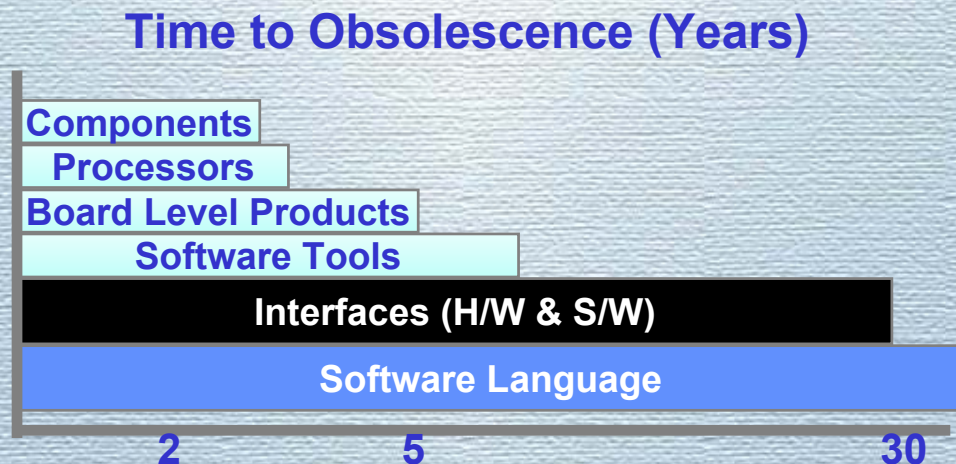 Time to Obsolescence (Years)
Components
Processors
Board Level Products
Software Tools
Interfaces (H/W & S/W)
Software Language
2 5 30